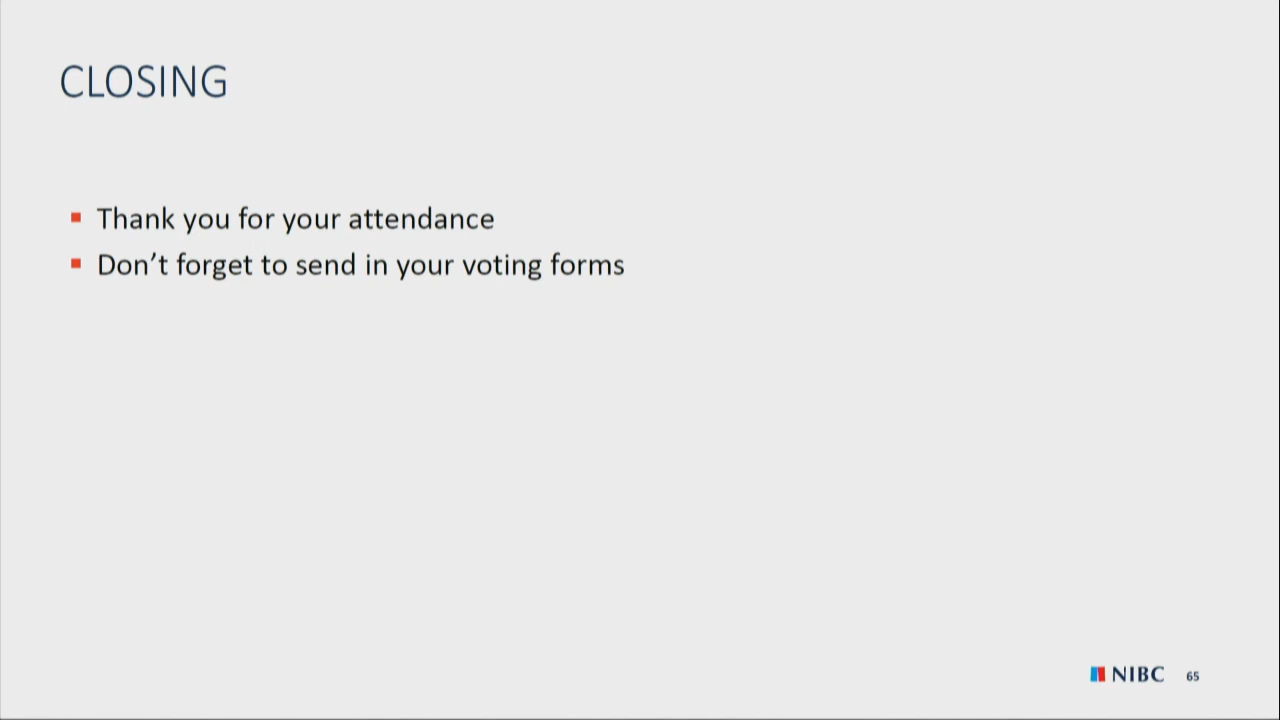 CLOSING
Thank you for your attendance
Don’t forget to send in your voting forms
NIBC 65